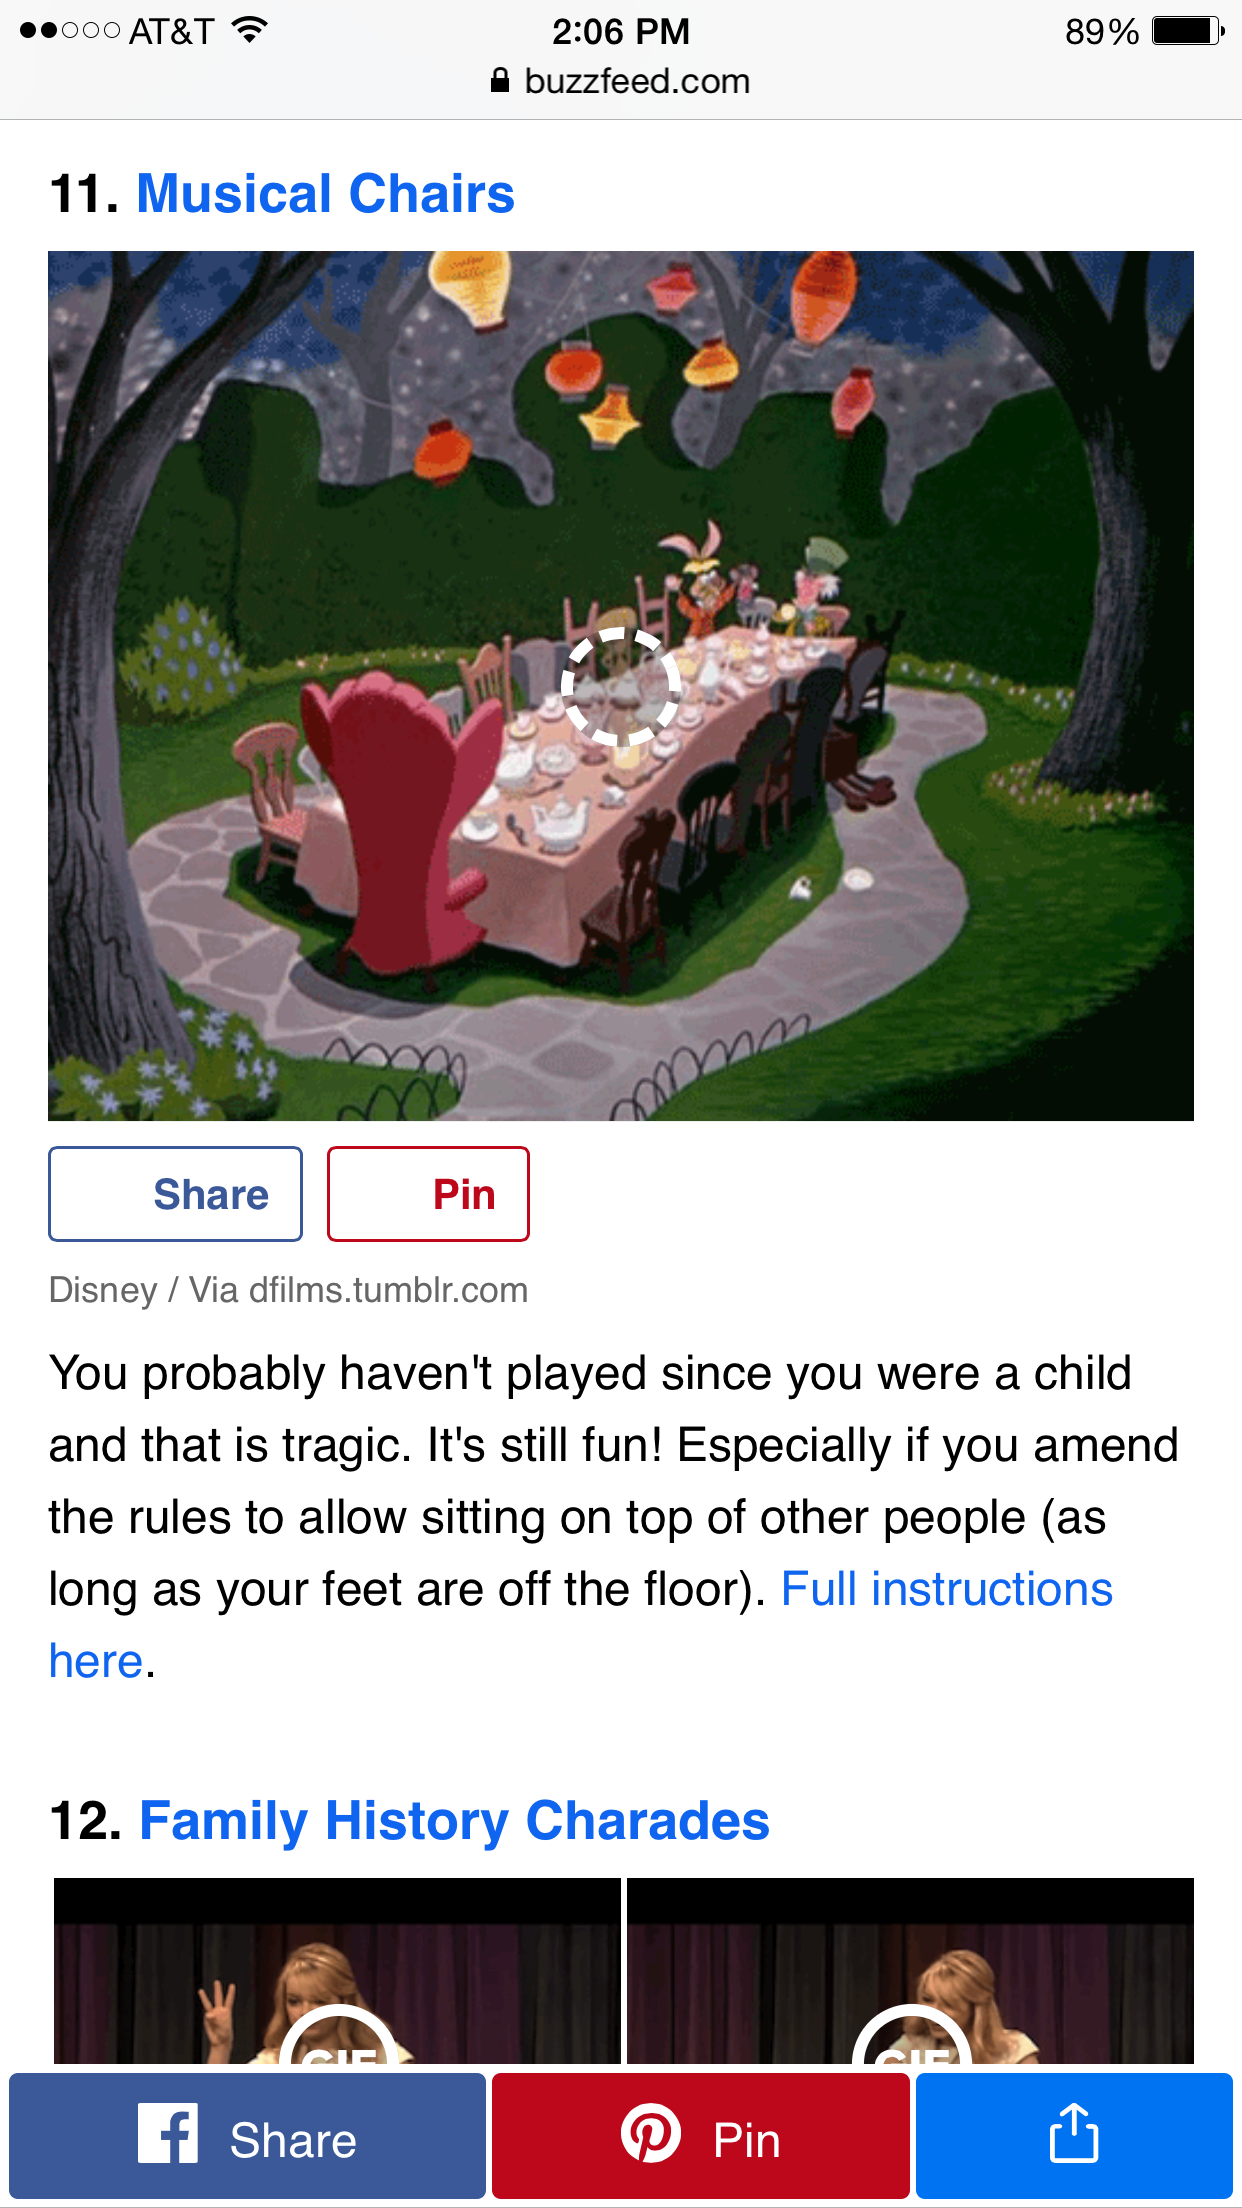 AT&T 2:06 PM 89%
buzzfeed.com
11. Musical Chairs
Share Pin
Disney / Via dfilms.tumblr.com
You probably haven't played since you were a child
and that is tragic. It's still fun! Especially if you amend
the rules to allow sitting on top of other people (as
long as your feet are off the floor). Full instructions
here.
12. Family History Charades
GIF GIF
Share Pin